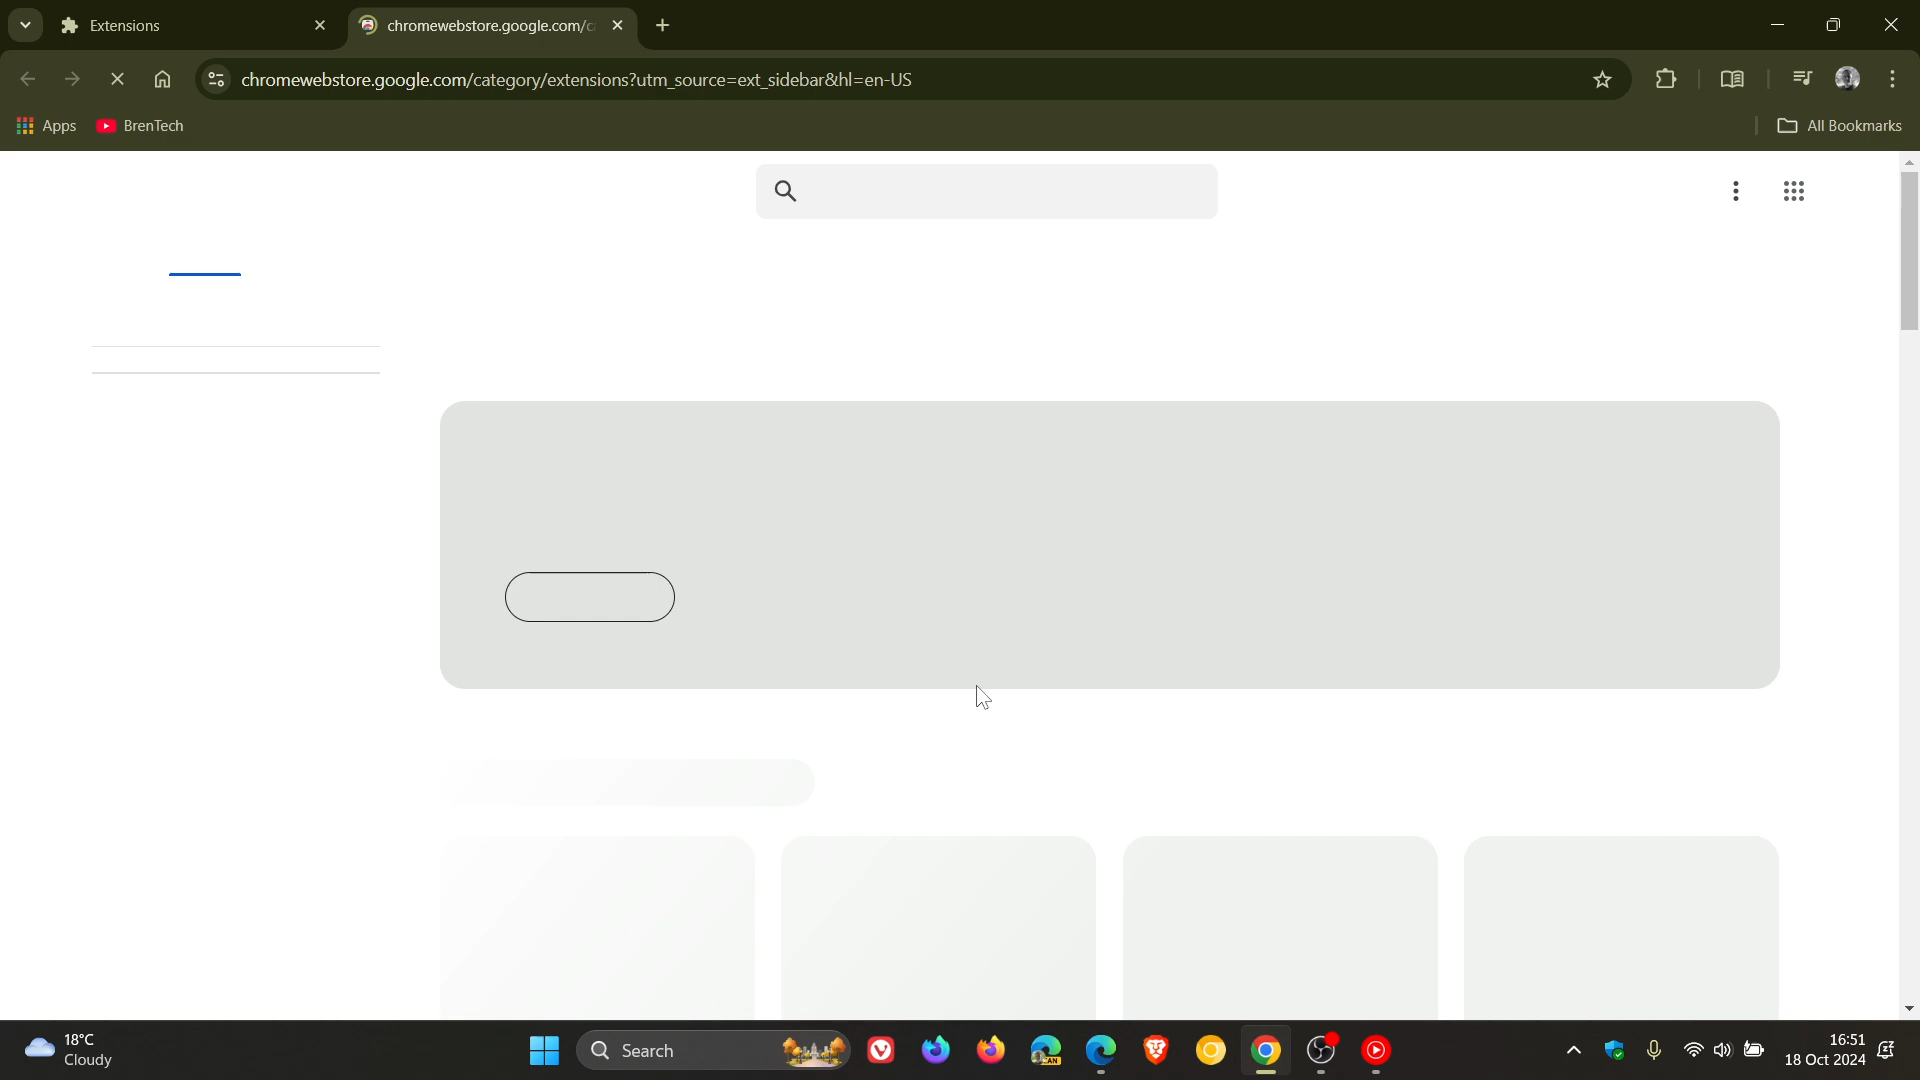 Extensions
chromewebstore.google.com/c
chromewebstore.google.com/category/extensions?utm_source=ext_sidebar&hl=en-US
Apps
BrenTech
All Bookmarks
18°C
Cloudy
Search
CAN
16:51
18 Oct 2024